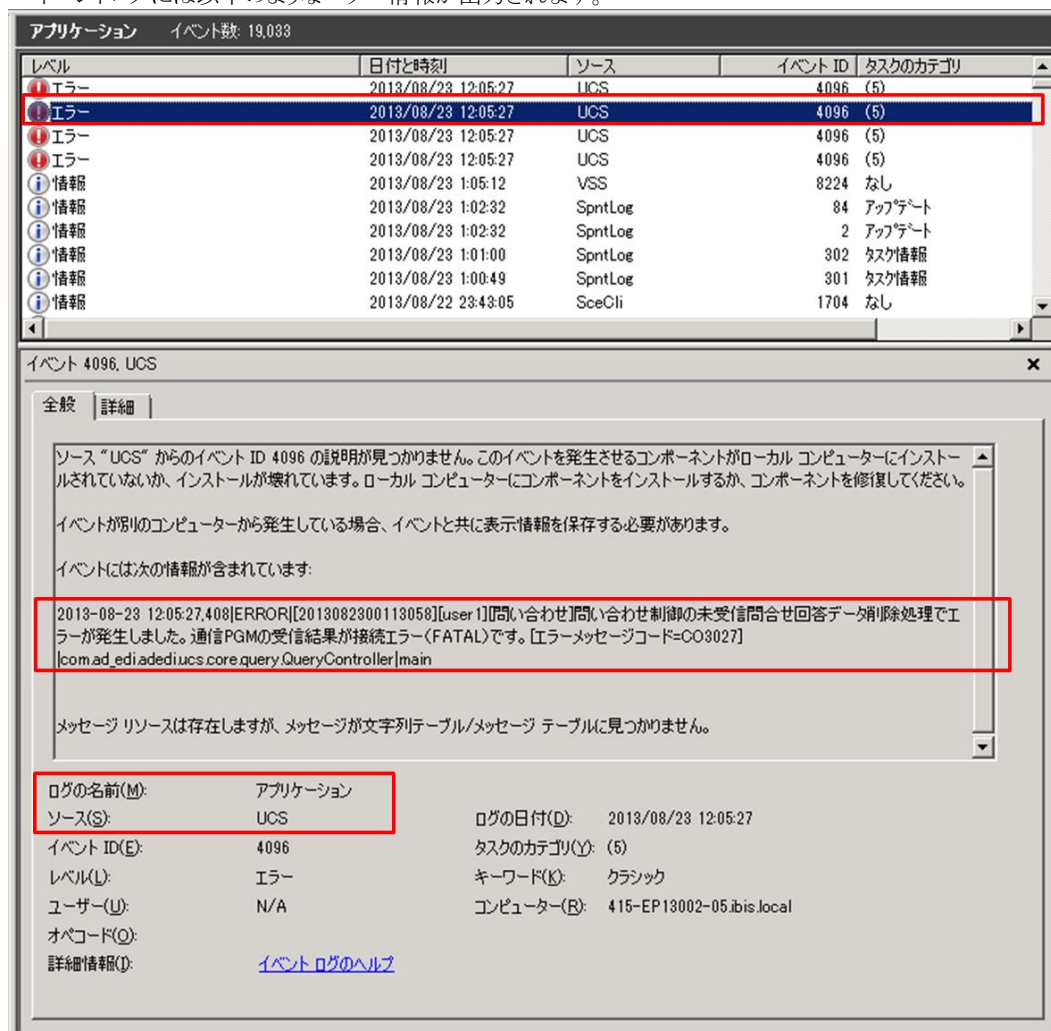 アプリケーション イベント数: 19,033
レベル 日付と時刻 ソース イベント ID タスクのカテゴリ
エラー 2013/08/23 12:05:27 UCS 4096 (5)
エラー 2013/08/23 12:05:27 UCS 4096 (5)
エラー 2013/08/23 12:05:27 UCS 4096 (5)
エラー 2013/08/23 12:05:27 UCS 4096 (5)
情報 2013/08/23 1:05:12 VSS 8224 なし
情報 2013/08/23 1:02:32 SpntLog 84 アップデート
情報 2013/08/23 1:02:32 SpntLog 2 アップデート
情報 2013/08/23 1:01:00 SpntLog 302 タスク情報
情報 2013/08/23 1:00:49 SpntLog 301 タスク情報
情報 2013/08/22 23:43:05 SceCli 1704 なし
イベント 4096, UCS
全般 詳細
ソース "UCS" からのイベント ID 4096 の説明が見つかりません。このイベントを発生させるコンポーネントがローカル コンピューターにインストー
ルされていないか、インストールが壊れています。ローカル コンピューターにコンポーネントをインストールするか、コンポーネントを修復してください。
イベントが別のコンピューターから発生している場合、イベントと共に表示情報を保存する必要があります。
イベントには次の情報が含まれています:
2013-08-23 12:05:27,408|ERROR|[2013082300113058][user1][問い合わせ]問い合わせ制御の未受信問合せ回答データ削除処理でエ
ラーが発生しました。通信PGMの受信結果が接続エラー(FATAL)です。[エラーメッセージコード=CO3027]
|com.ad_edi.adedi.ucs.core.query.QueryController|main
メッセージ リソースは存在しますが、メッセージが文字列テーブル/メッセージ テーブルに見つかりません。
ログの名前(M): アプリケーション
ソース(S): UCS ログの日付(D): 2013/08/23 12:05:27
イベント ID(E): 4096 タスクのカテゴリ(Y): (5)
レベル(L): エラー キーワード(K): クラシック
ユーザー(U): N/A コンピューター(R): 415-EP13002-05.ibis.local
オペコード(O):
詳細情報(I): イベント ログのヘルプ